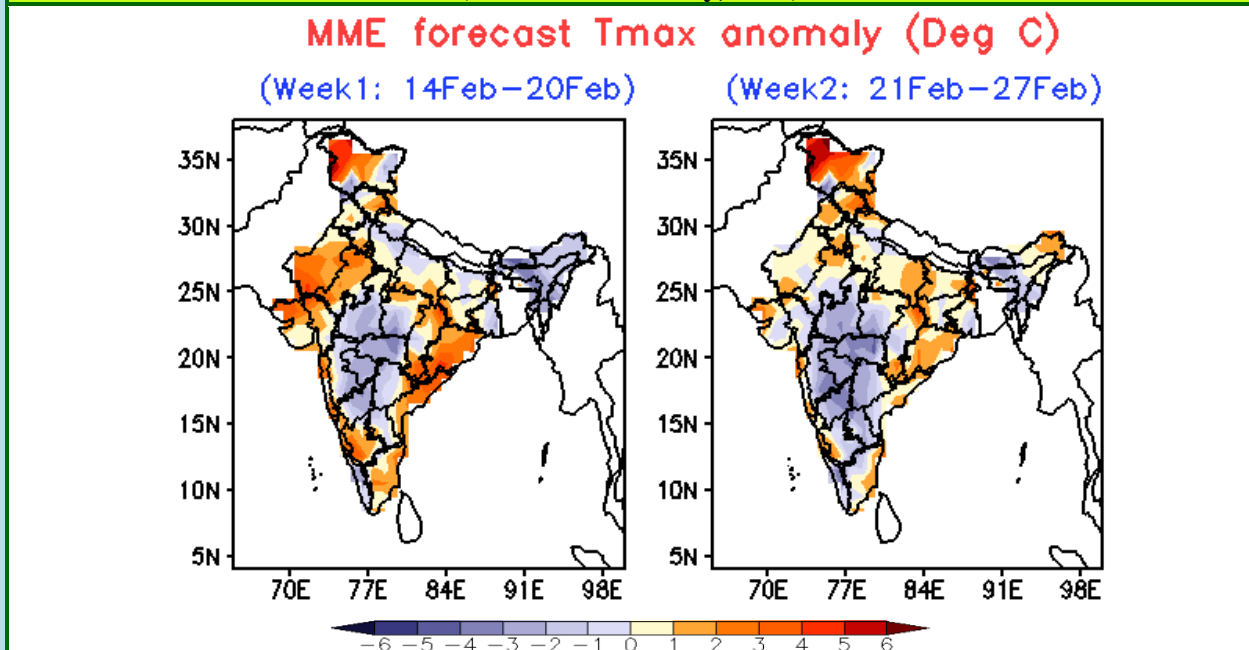 MME forecast Tmax anomaly (Deg C)
(Week1: 14Feb−20Feb)
(Week2: 21Feb−27Feb)
35N
30N
25N
20N
15N
10N
5N
70E 77E 84E 91E 98E
35N
30N
25N
20N
15N
10N
5N
70E 77E 84E 91E 98E
−6 −5 −4 −3 −2 −1 0 1 2 3 4 5 6